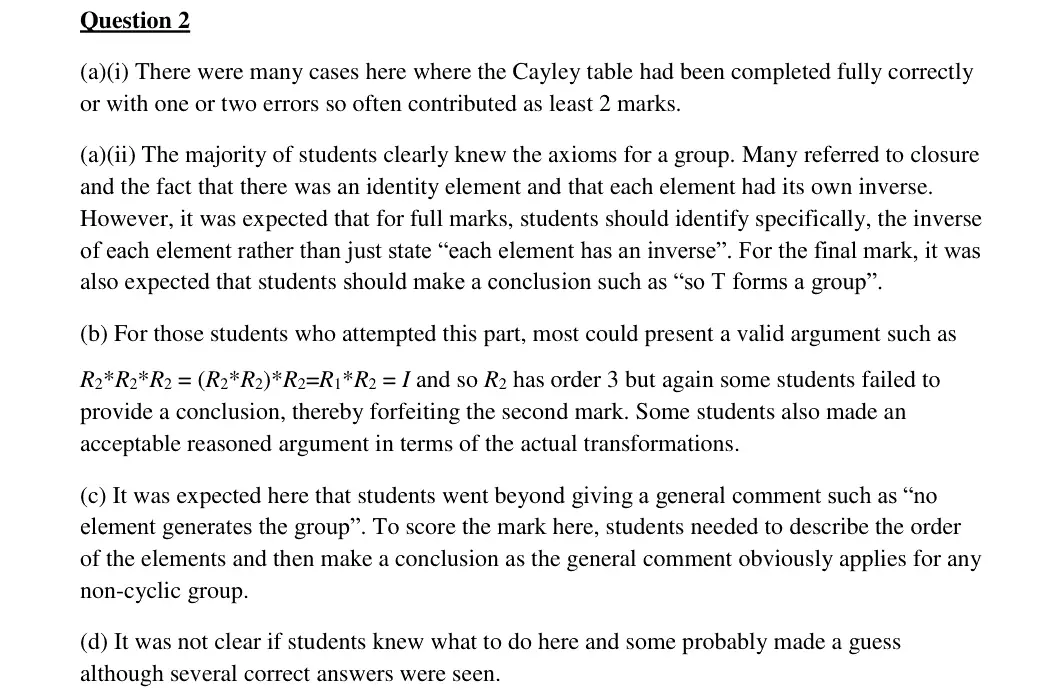 Question 2
(a)(i) There were many cases here where the Cayley table had been completed fully correctly
or with one or two errors so often contributed as least 2 marks.
(a)(ii) The majority of students clearly knew the axioms for a group. Many referred to closure
and the fact that there was an identity element and that each element had its own inverse.
However, it was expected that for full marks, students should identify specifically, the inverse
of each element rather than just state “each element has an inverse”. For the final mark, it was
also expected that students should make a conclusion such as “so T forms a group”.
(b) For those students who attempted this part, most could present a valid argument such as
R₂*R₂*R₂ = (R₂*R₂)*R₂=R₁*R₂ = I and so R₂ has order 3 but again some students failed to
provide a conclusion, thereby forfeiting the second mark. Some students also made an
acceptable reasoned argument in terms of the actual transformations.
(c) It was expected here that students went beyond giving a general comment such as “no
element generates the group”. To score the mark here, students needed to describe the order
of the elements and then make a conclusion as the general comment obviously applies for any
non-cyclic group.
(d) It was not clear if students knew what to do here and some probably made a guess
although several correct answers were seen.